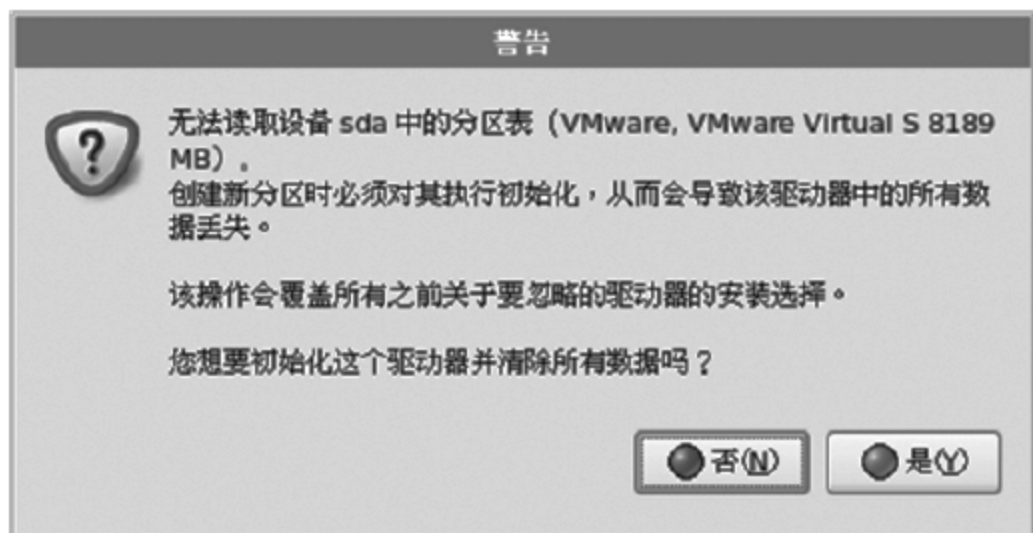 警告
无法读取设备 sda 中的分区表（VMware, VMware Virtual S 8189
MB）。
创建新分区时必须对其执行初始化，从而会导致该驱动器中的所有数
据丢失。
该操作会覆盖所有之前关于要忽略的驱动器的安装选择。
您想要初始化这个驱动器并清除所有数据吗？
否(N)
是(Y)